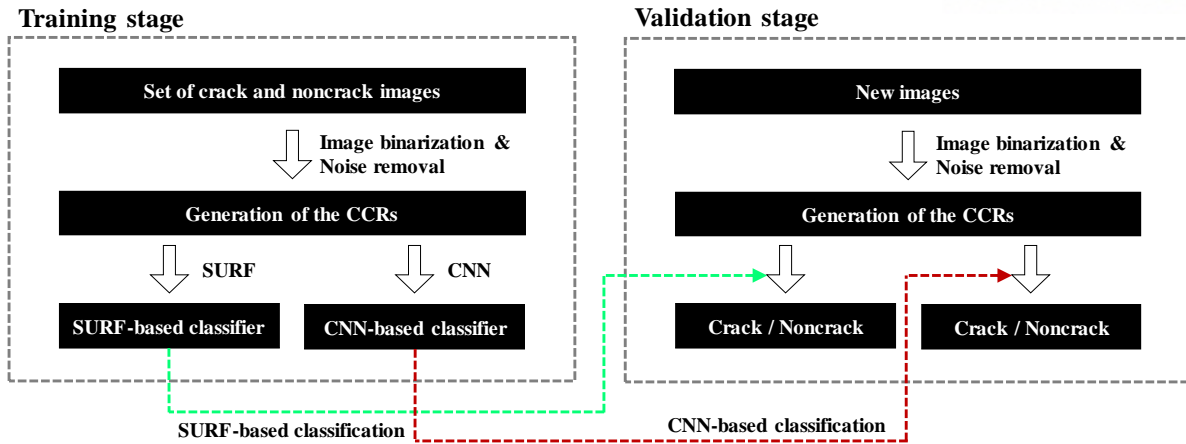 Training stage
Set of crack and noncrack images
Image binarization &
Noise removal
Generation of the CCRs
SURF
CNN
SURF-based classifier
CNN-based classifier
Validation stage
New images
Image binarization &
Noise removal
Generation of the CCRs
Crack / Noncrack
Crack / Noncrack
SURF-based classification
CNN-based classification